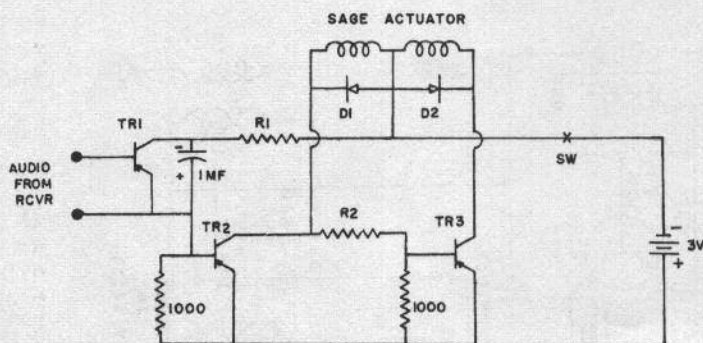 SAGE ACTUATOR
D1
D2
TR1
R1
-
+
1MF
SW
AUDIO
FROM
RCVR
TR2
R2
TR3
-
3V
+
1000
1000